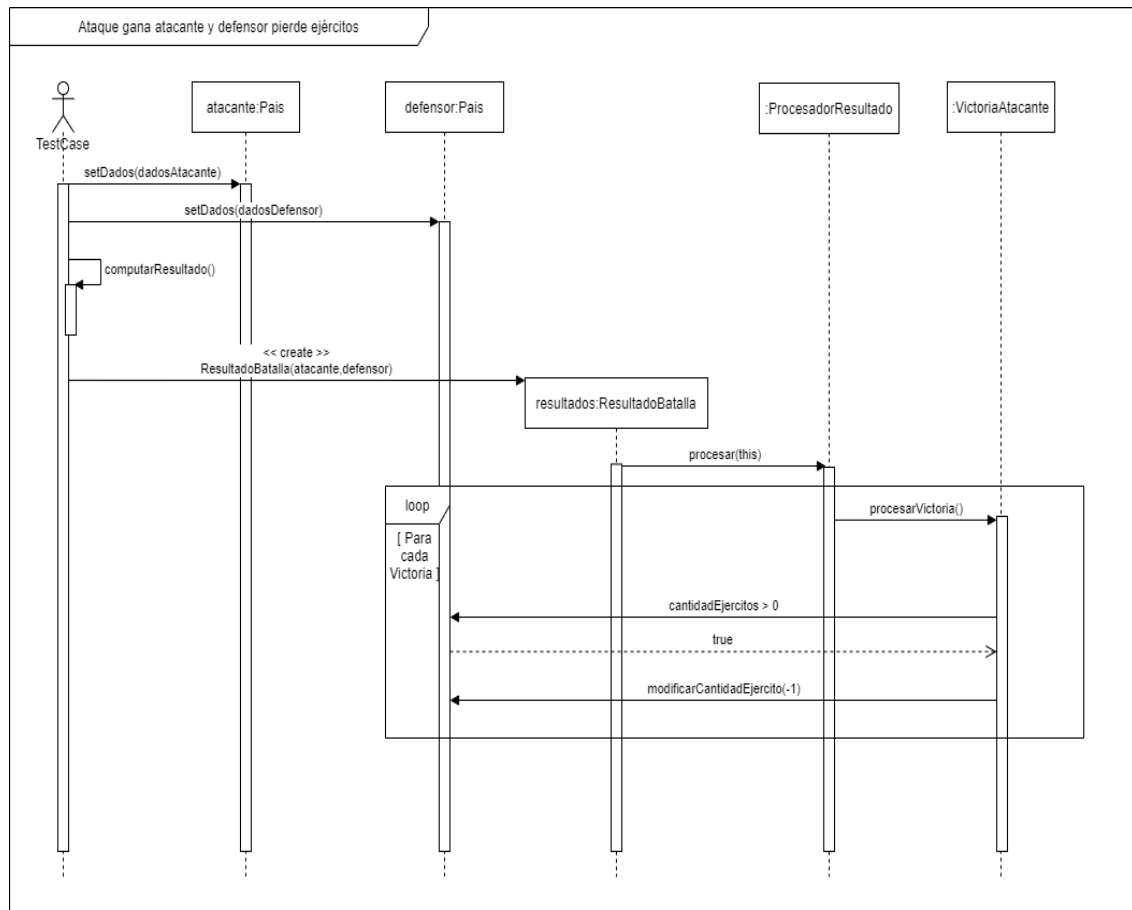 Ataque gana atacante y defensor pierde ejércitos
TestCase
atacante:Pais
defensor:Pais
:ProcesadorResultado
:VictoriaAtacante
setDados(dadosAtacante)
setDados(dadosDefensor)
computarResultado()
<< create >>
ResultadoBatalla(atacante,defensor)
resultados:ResultadoBatalla
procesar(this)
loop
procesarVictoria()
[ Para
cada
Victoria ]
cantidadEjercitos > 0
true
modificarCantidadEjercito(-1)